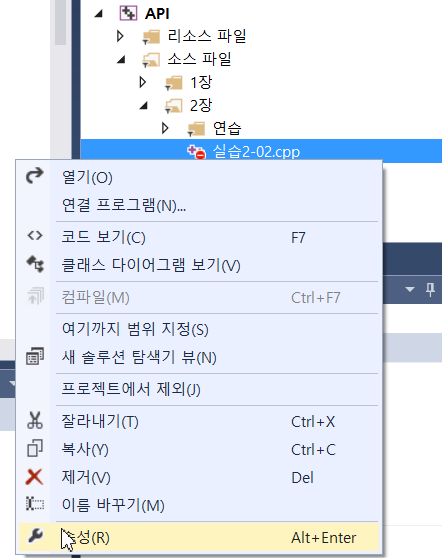 API
리소스 파일
소스 파일
1장
2장
연습
실습2-02.cpp
열기(O)
연결 프로그램(N)...
코드 보기(C) F7
클래스 다이어그램 보기(V)
컴파일(M) Ctrl+F7
여기까지 범위 지정(S)
새 솔루션 탐색기 뷰(N)
프로젝트에서 제외(J)
잘라내기(T) Ctrl+X
복사(Y) Ctrl+C
제거(V) Del
이름 바꾸기(M)
속성(R) Alt+Enter